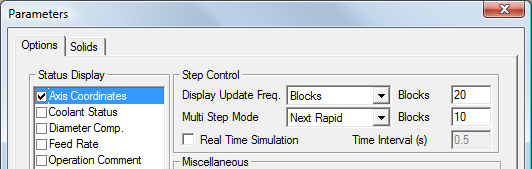 Parameters
Options Solids
Status Display
Axis Coordinates
Coolant Status
Diameter Comp.
Feed Rate
Operation Comment
Step Control
Display Update Freq. Blocks Blocks 20
Multi Step Mode Next Rapid Blocks 10
Real Time Simulation Time Interval (s) 0.5
Miscellaneous